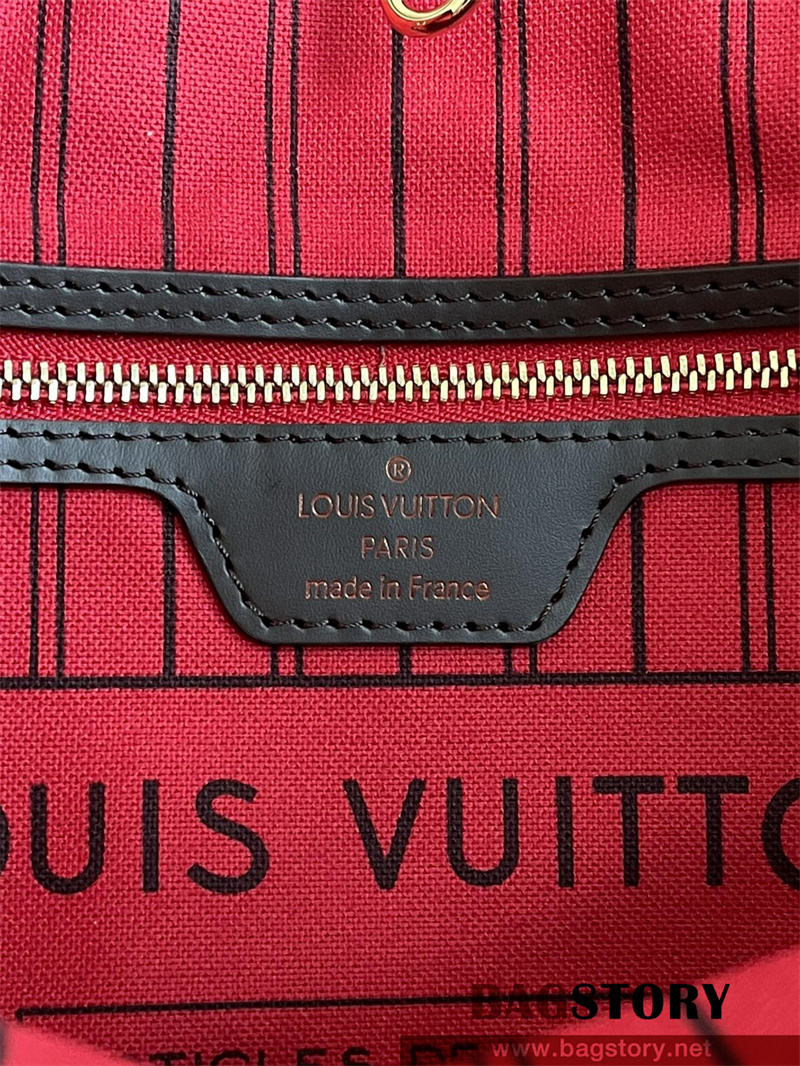 ®
LOUIS VUITTON
PARIS
made in France
OUIS VUITTO
BAGSTORY
www.bagstory.net